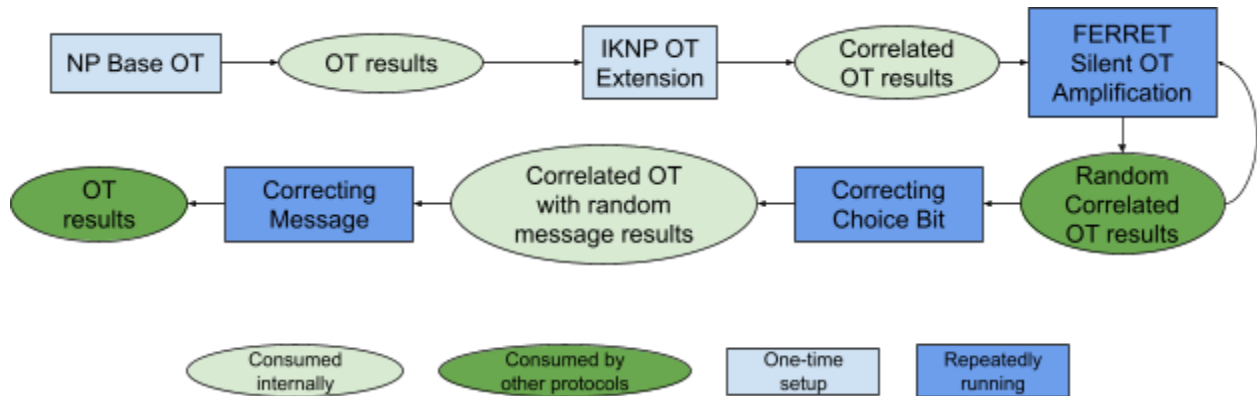 NP Base OT
OT results
IKNP OT
Extension
Correlated
OT results
FERRET
Silent OT
Amplification
OT
results
Correcting
Message
Correlated OT
with random
message results
Correcting
Choice Bit
Random
Correlated
OT results
Consumed
internally
Consumed by
other protocols
One-time
setup
Repeatedly
running